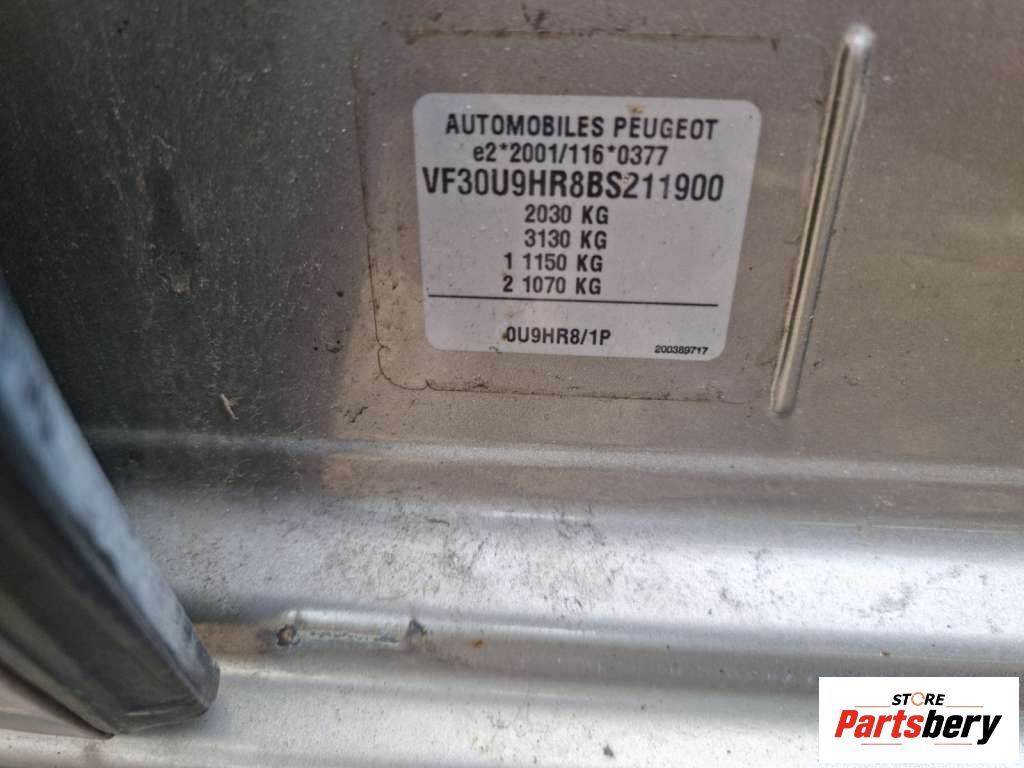 AUTOMOBILES PEUGEOT
e2*2001/116*0377
VF30U9HR8BS211900
2030 KG
3130 KG
1 1150 KG
2 1070 KG
0U9HR8/1P
200389717
STORE
Partsbery